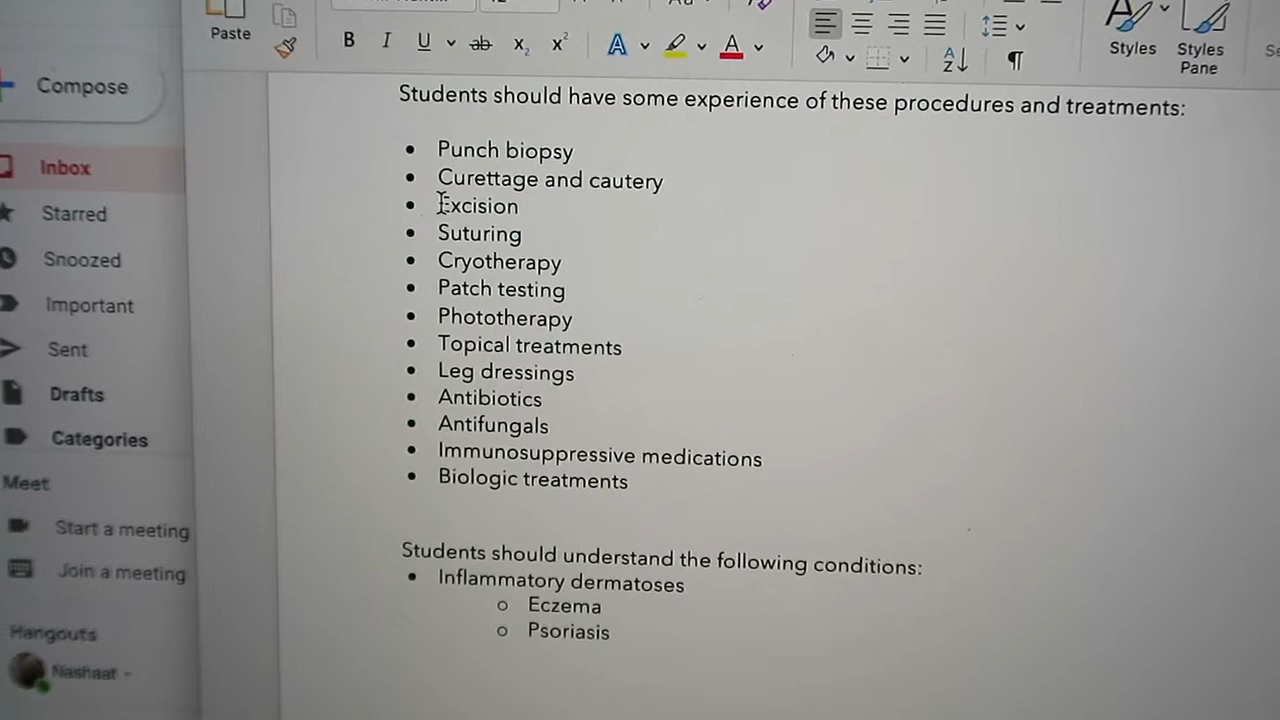 Paste
B I U ab X2 X2 A A
A
Z
Styles
Styles
Pane
Compose
Inbox
Starred
Snoozed
Important
Sent
Drafts
Categories
Meet
Start a meeting
Join a meeting
Hangouts
Nashaat
Students should have some experience of these procedures and treatments:
• Punch biopsy
• Curettage and cautery
• Excision
• Suturing
• Cryotherapy
• Patch testing
• Phototherapy
• Topical treatments
• Leg dressings
• Antibiotics
• Antifungals
• Immunosuppressive medications
• Biologic treatments
Students should understand the following conditions:
• Inflammatory dermatoses
o Eczema
o Psoriasis